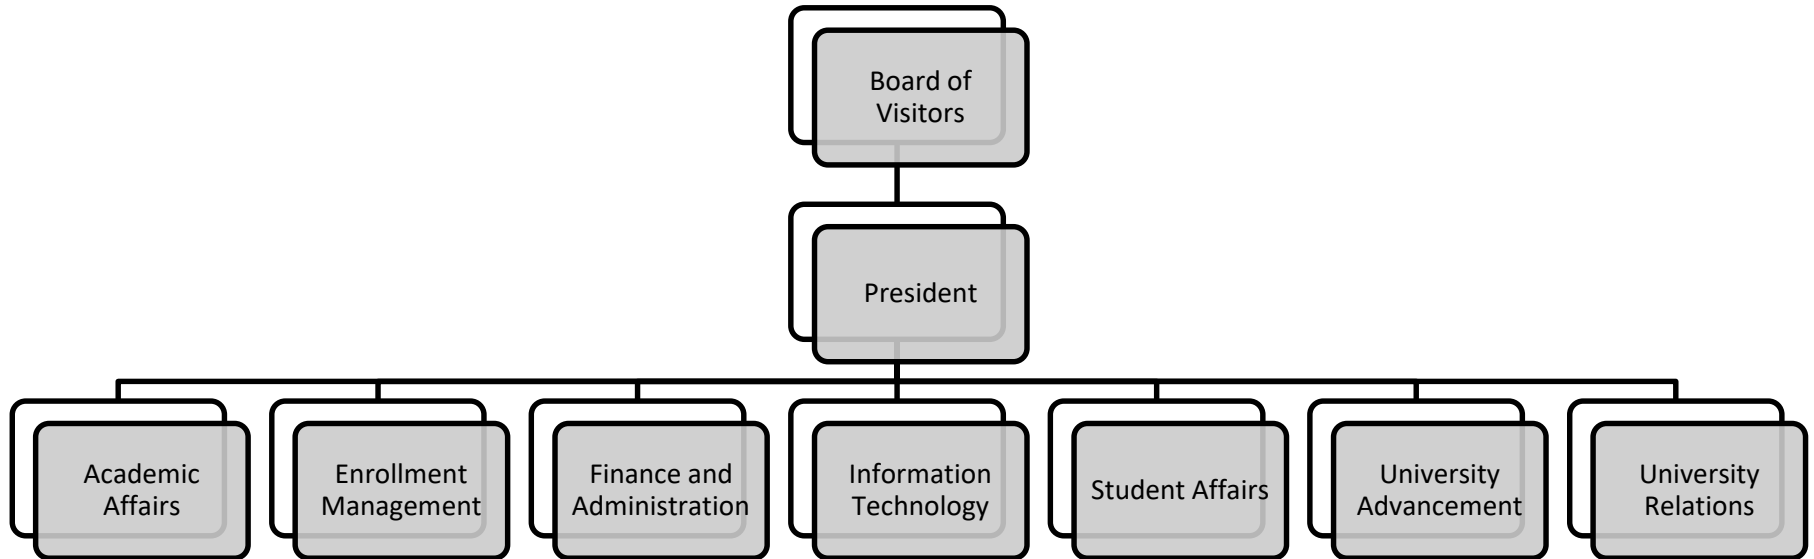 Board of
Visitors
President
Academic
Affairs
Enrollment
Management
Finance and
Administration
Information
Technology
Student Affairs
University
Advancement
University
Relations